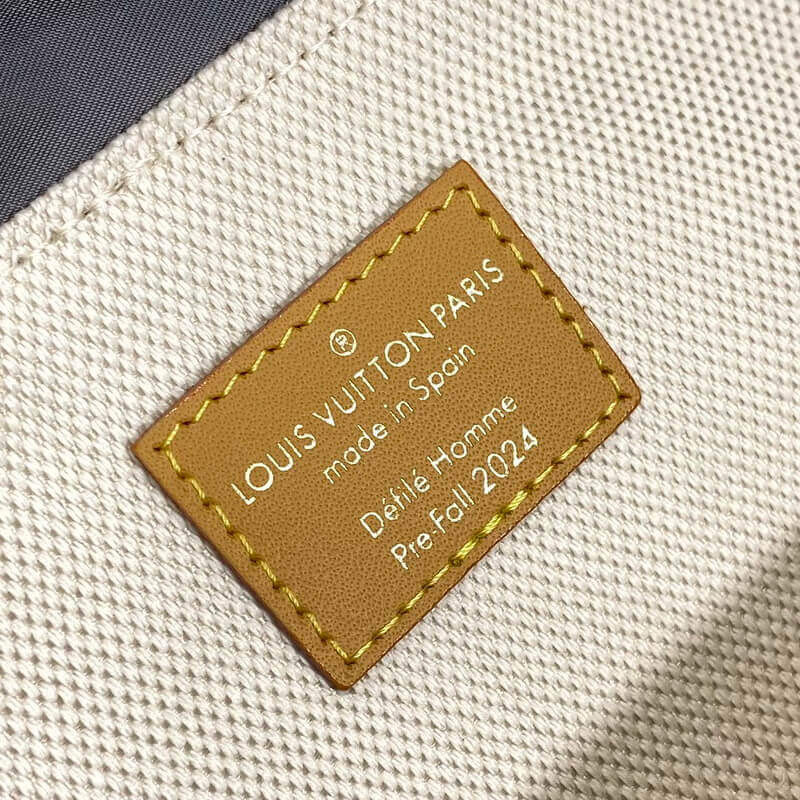 ®
LOUIS VUITTON PARIS
made in Spain
Défilé Homme
Pre-Fall 2024